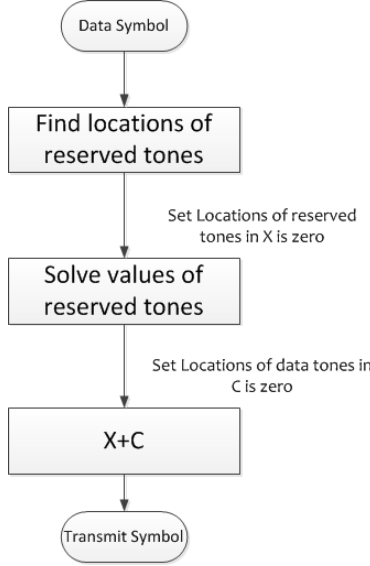 Data Symbol
Find locations of
reserved tones
Set Locations of reserved
tones in X is zero
Solve values of
reserved tones
Set Locations of data tones in
C is zero
X+C
Transmit Symbol